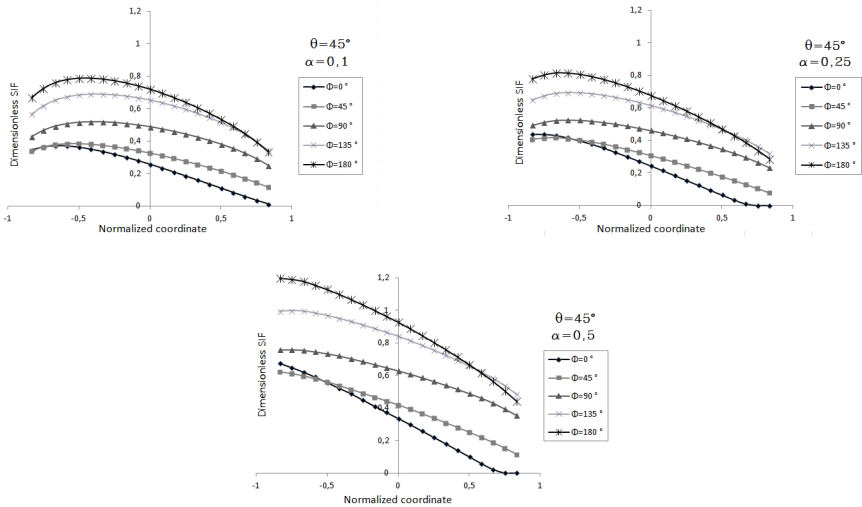 1,2
1
0,8
0,6
0,4
0,2
0
-1
-0,5
0
0,5
1
Dimensionless SIF
Normalized coordinate
θ=45°
α=0,1
Φ=0°
Φ=45°
Φ=90°
Φ=135°
Φ=180°
1,2
1
0,8
0,6
0,4
0,2
0
-1
-0,5
0
0,5
1
Dimensionless SIF
Normalized coordinate
θ=45°
α=0,25
Φ=0°
Φ=45°
Φ=90°
Φ=135°
Φ=180°
1,2
1
0,8
0,6
0,4
0,2
0
-1
-0,5
0
0,5
1
Dimensionless SIF
Normalized coordinate
θ=45°
α=0,5
Φ=0°
Φ=45°
Φ=90°
Φ=135°
Φ=180°